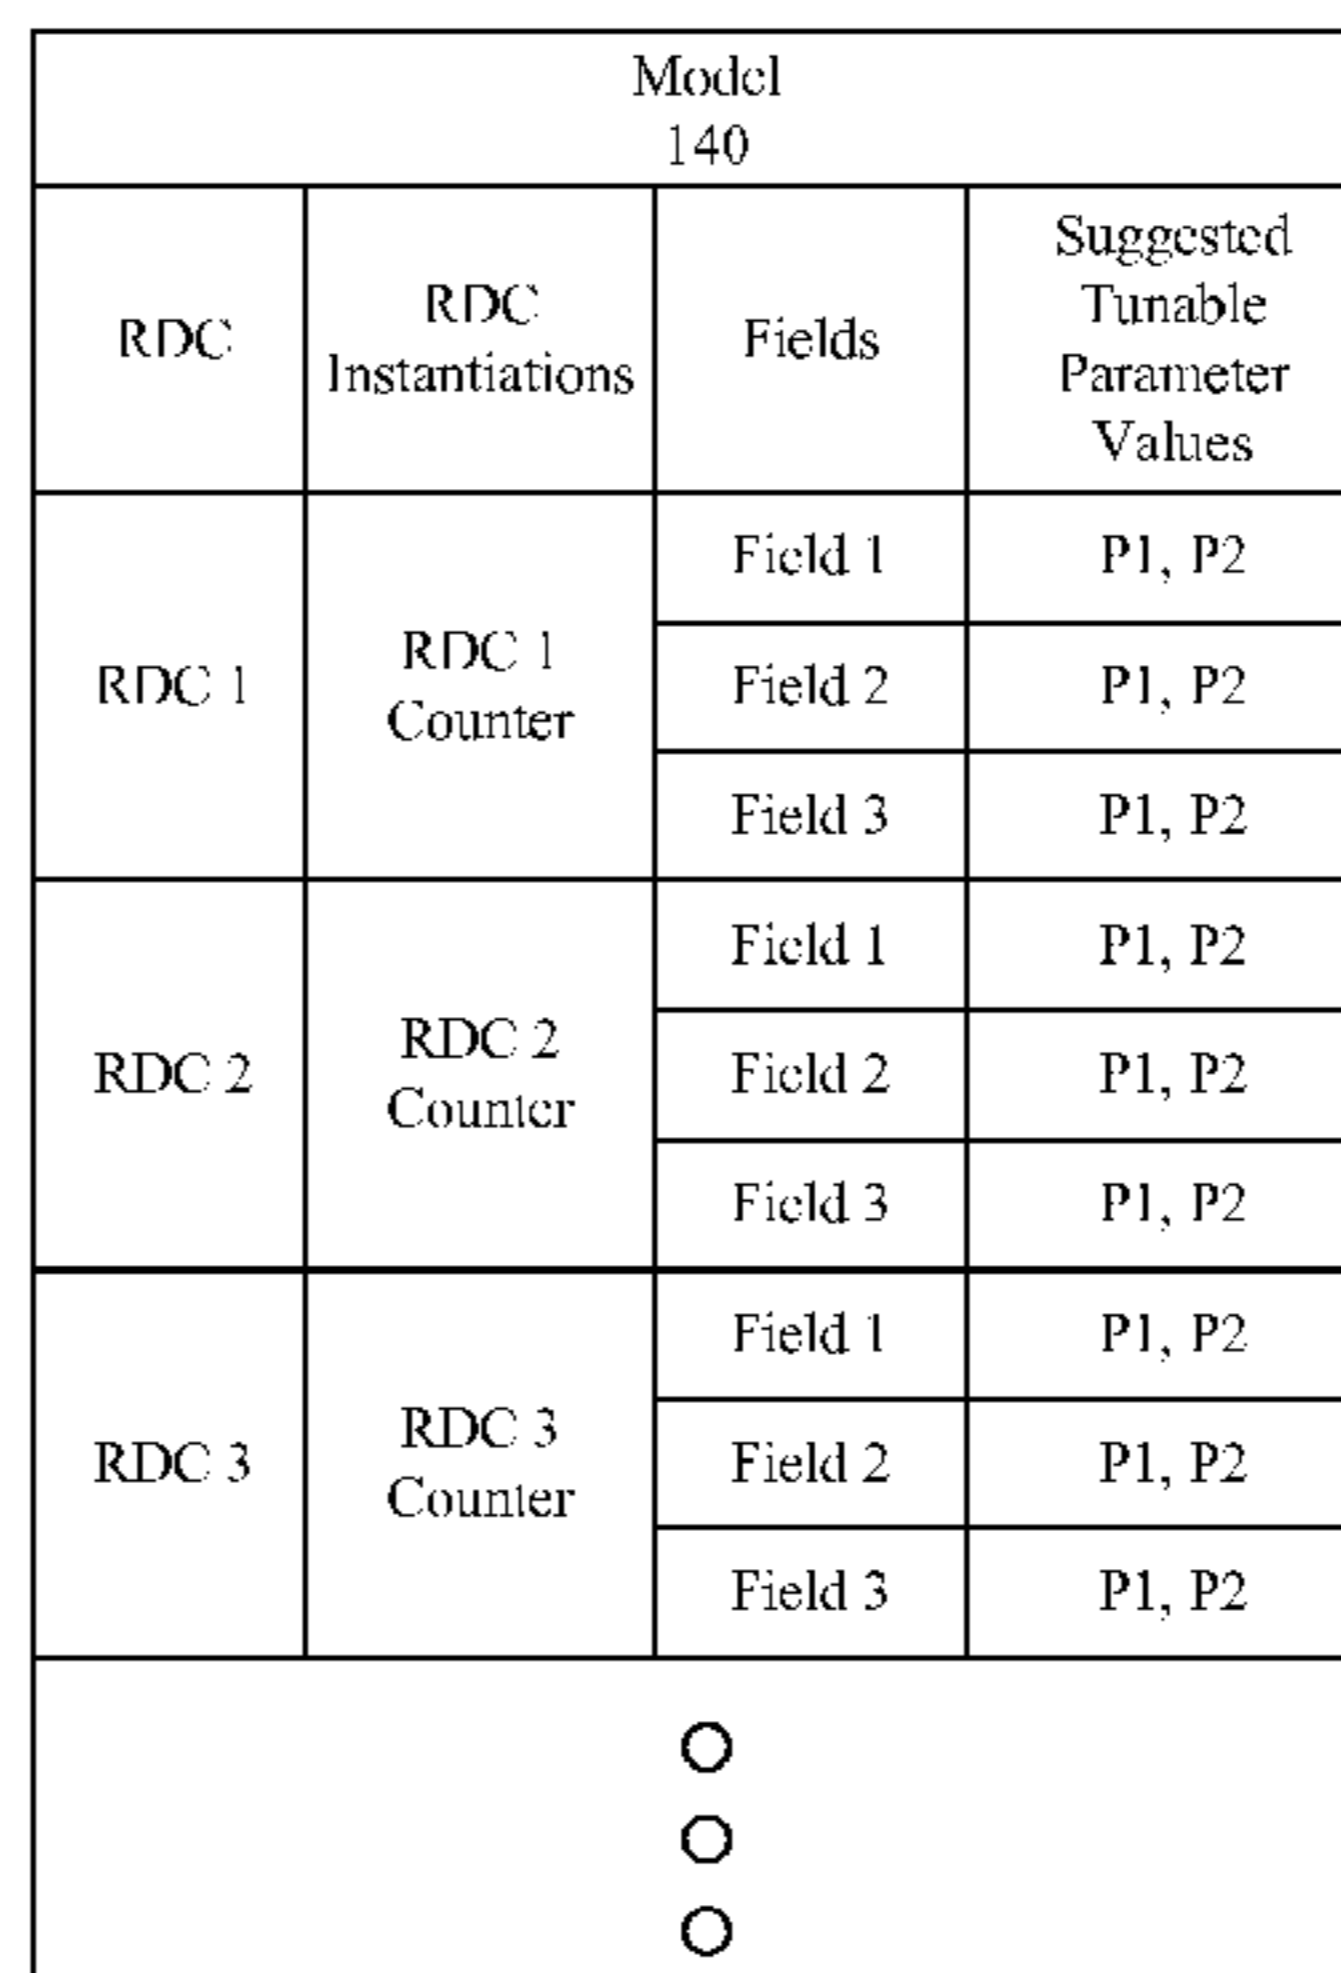 Model
140
RDC
RDC
Instantiations
Fields
Suggested
Tunable
Parameter
Values
RDC 1
RDC 1
Counter
Field 1
P1, P2
Field 2
P1, P2
Field 3
P1, P2
RDC 2
RDC 2
Counter
Field 1
P1, P2
Field 2
P1, P2
Field 3
P1, P2
RDC 3
RDC 3
Counter
Field 1
P1, P2
Field 2
P1, P2
Field 3
P1, P2